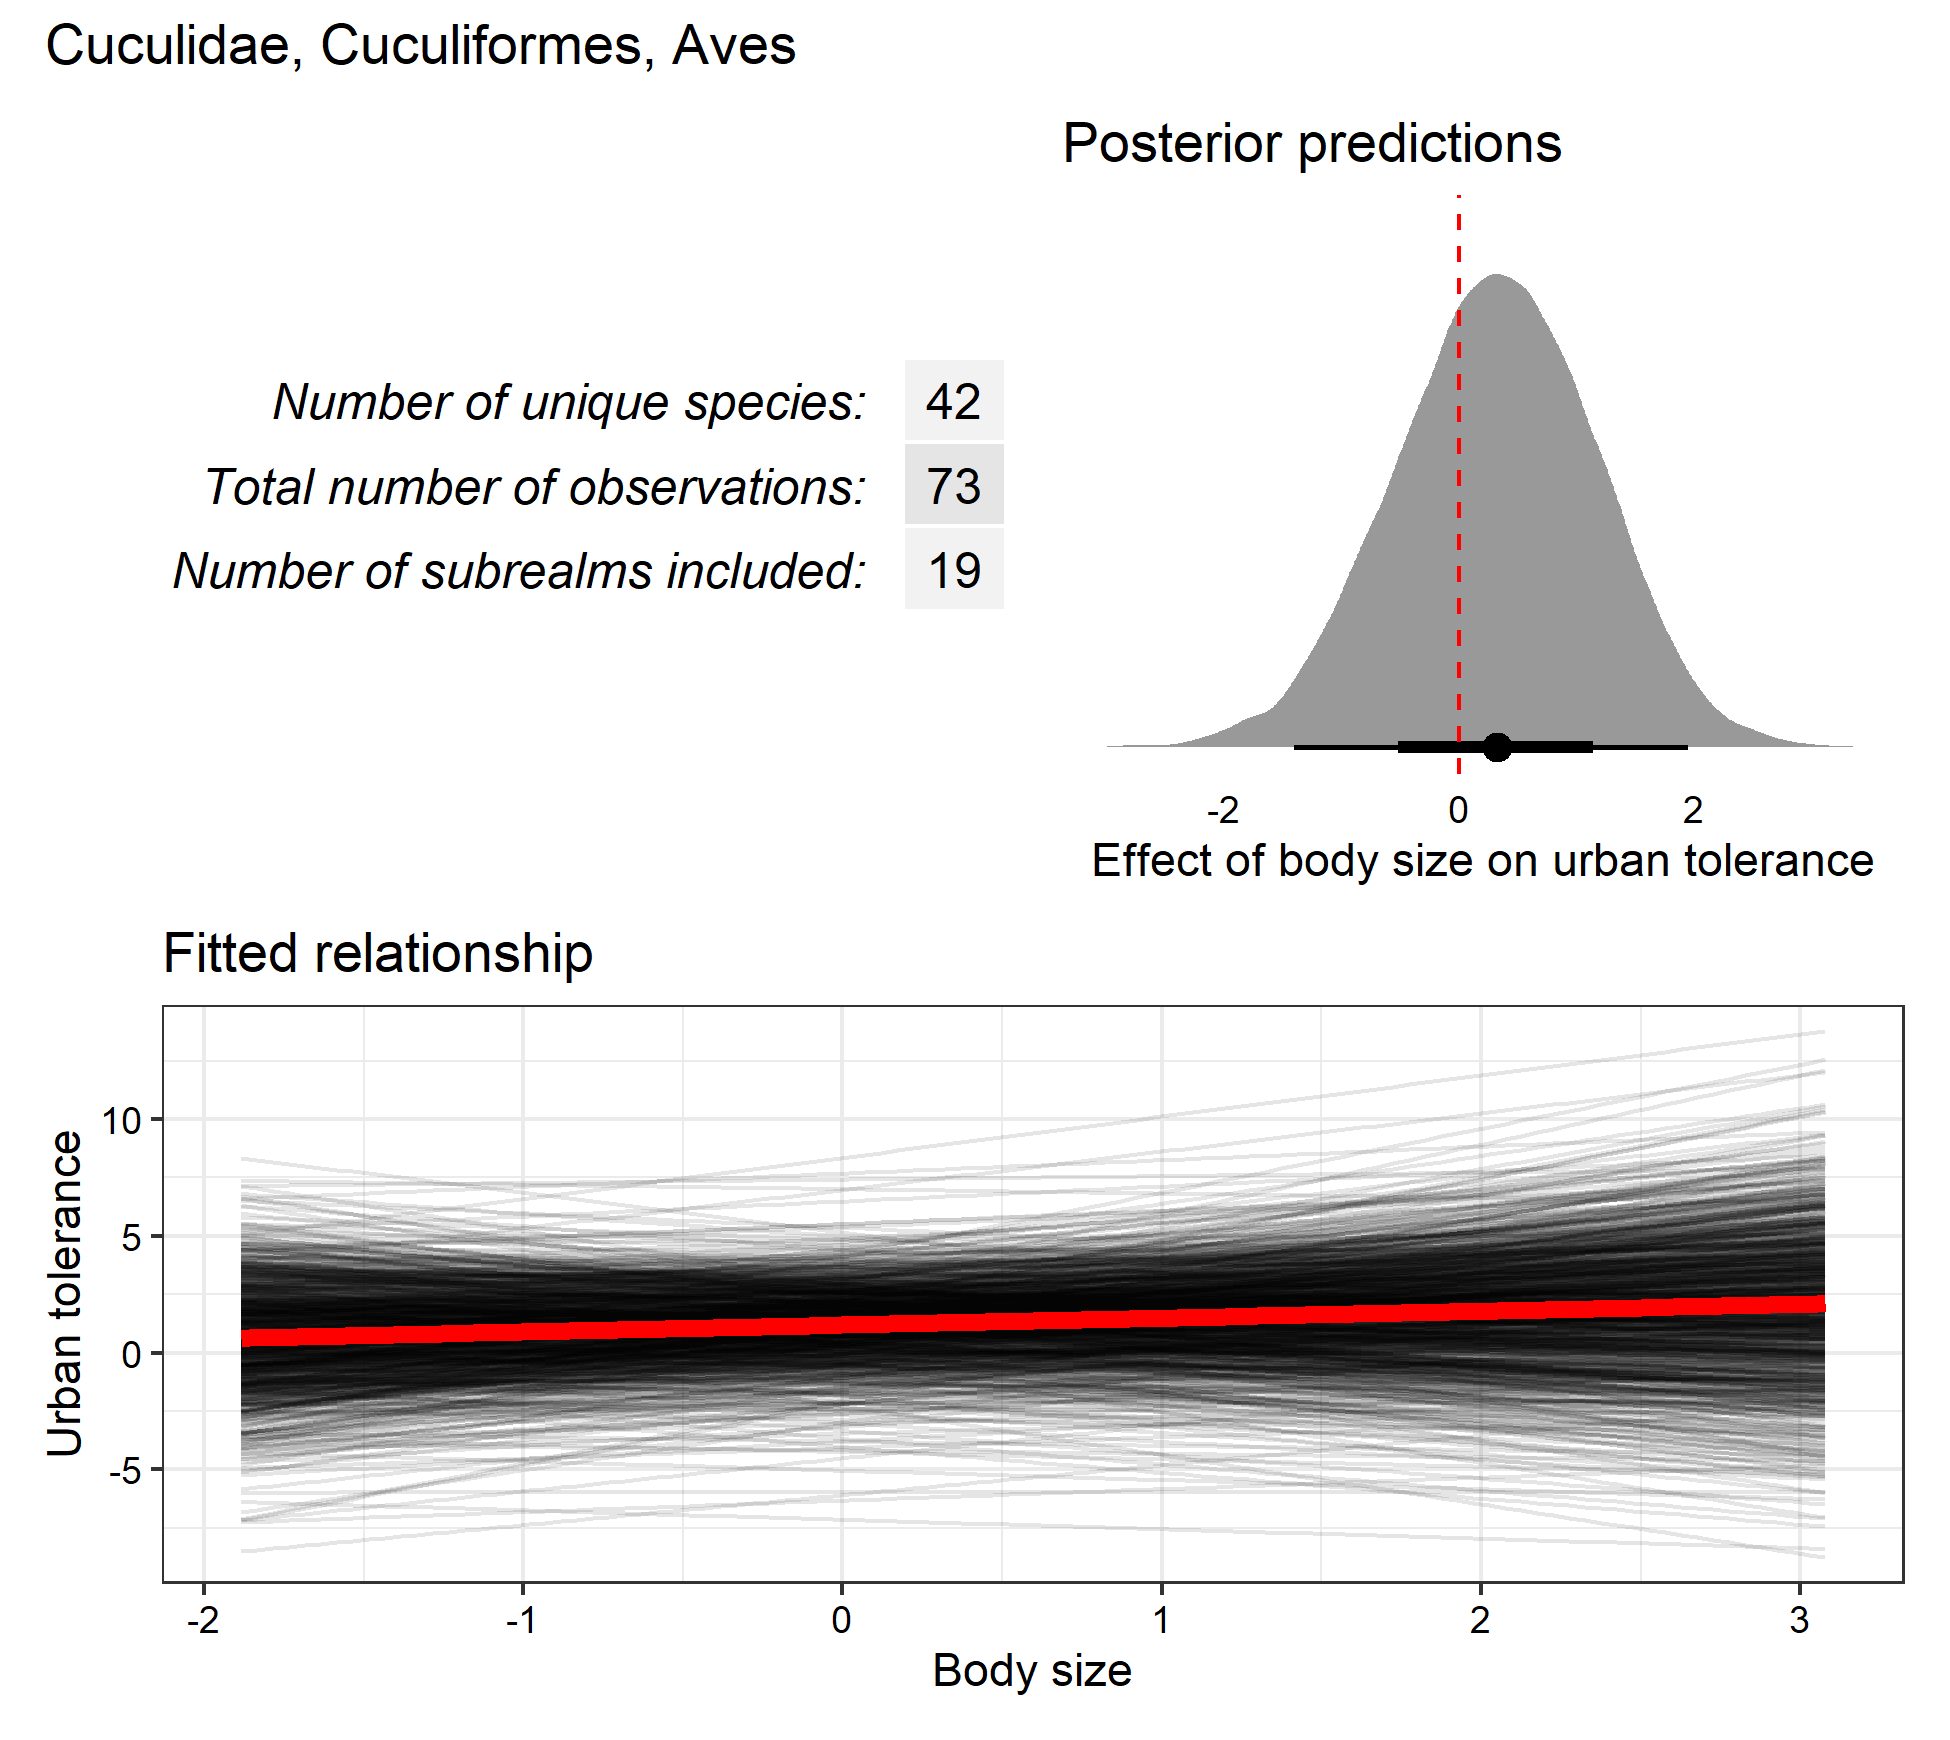 Cuculidae, Cuculiformes, Aves
Posterior predictions
Number of unique species: 42
Total number of observations: 73
Number of subrealms included: 19
-2 0 2
Effect of body size on urban tolerance
Fitted relationship
Urban tolerance
10
5
0
-5
-2 -1 0 1 2 3
Body size